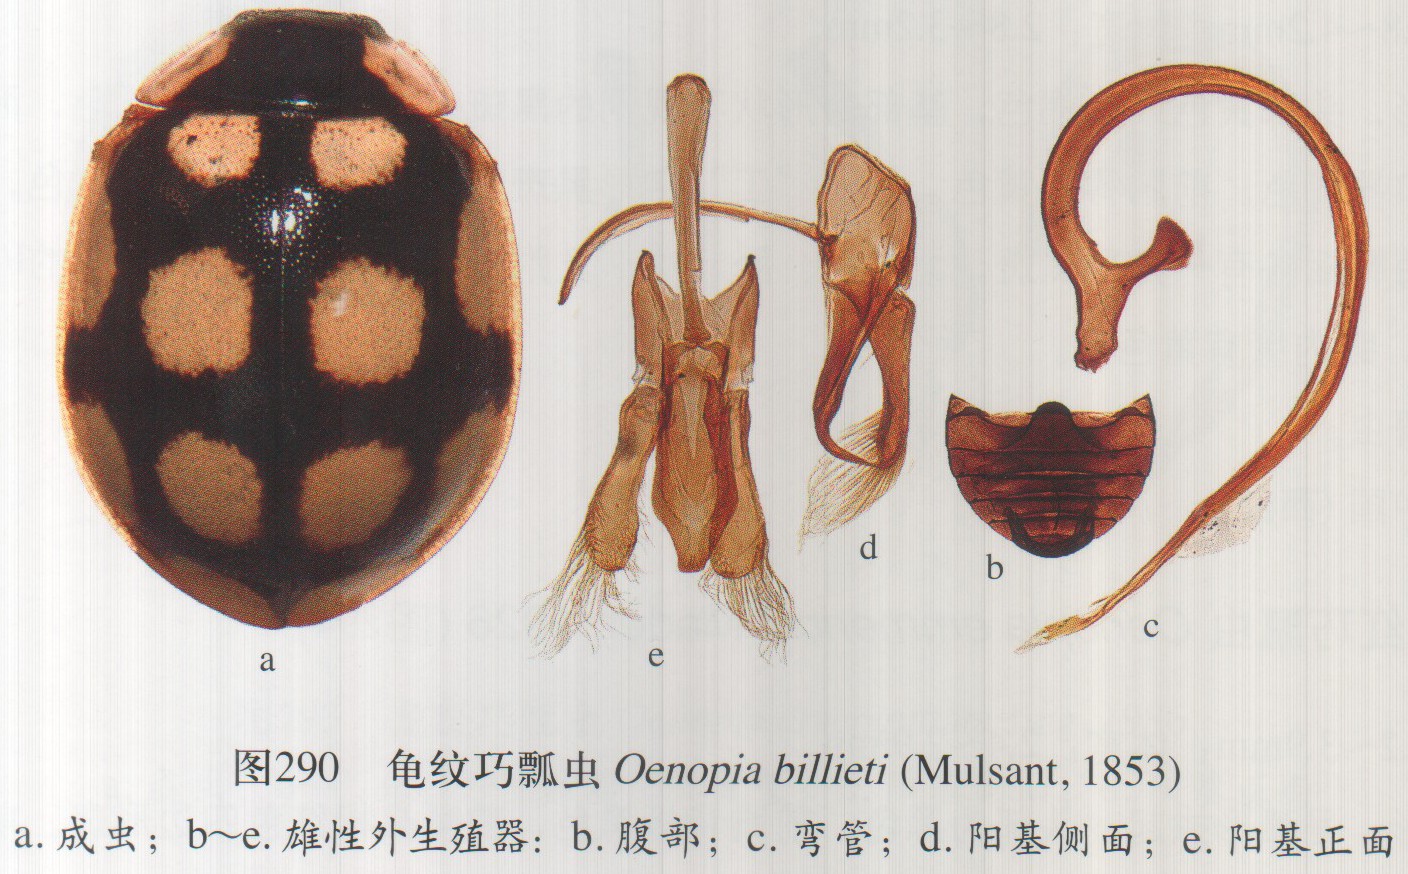 a
b
c
d
e
图290 龟纹巧瓢虫 Oenopia billieti (Mulsant, 1853)
a. 成虫；b～e. 雄性外生殖器：b. 腹部；c. 弯管；d. 阳基侧面；e. 阳基正面